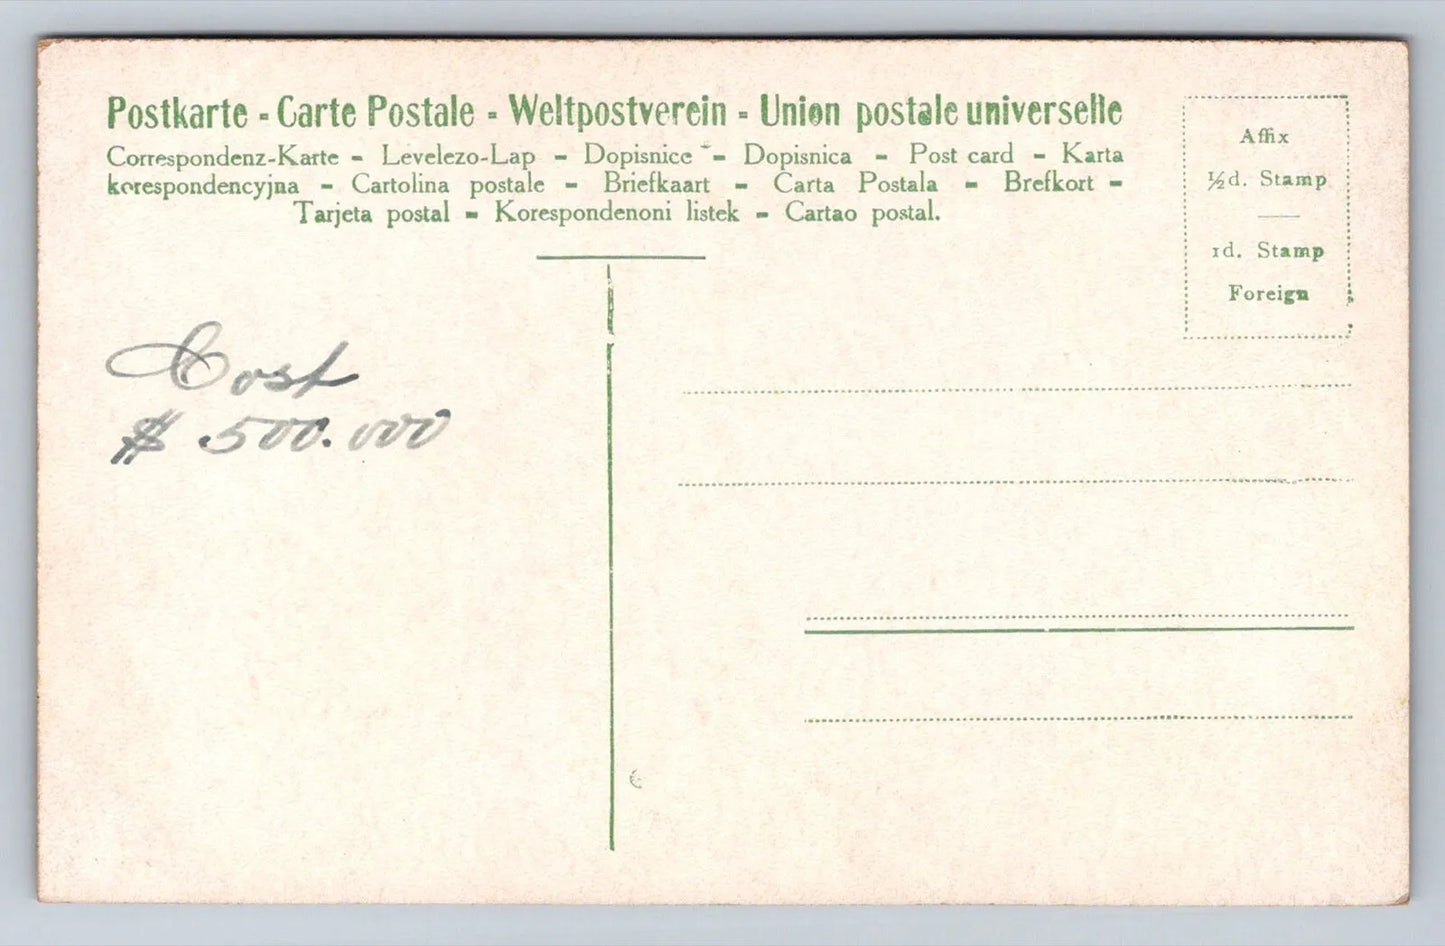 Postkarte - Carte Postale - Weltpostverein - Union postale universelle
Correspondenz-Karte - Levelezo-Lap - Dopisnice - Dopisnica - Post card - Karta
korespondencyjna - Cartolina postale - Briefkaart - Carta Postala - Brefkort -
Tarjeta postal - Korespondenoni listek - Cartao postal.
Affix
½d. Stamp
1d. Stamp
Foreign
Cost
$ 500.000